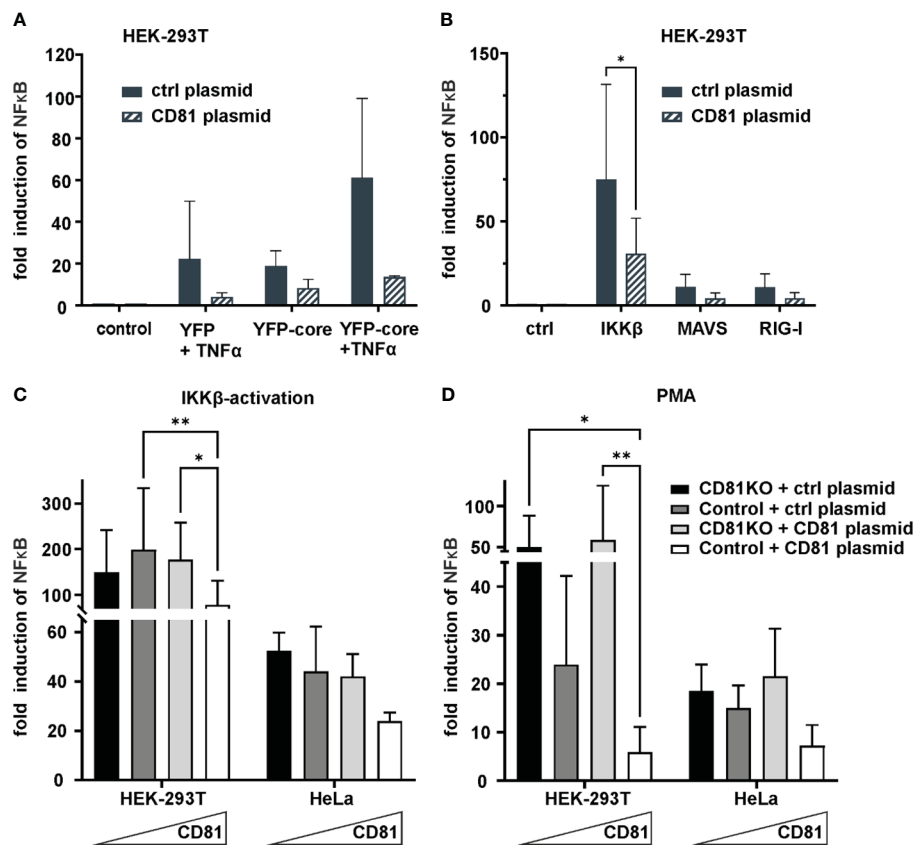 A
HEK-293T
fold induction of NFκB
120
100
80
60
40
20
0
ctrl plasmid
CD81 plasmid
control
YFP
+ TNFα
YFP-core
YFP-core
+TNFα
B
HEK-293T
fold induction of NFκB
150
100
50
0
*
ctrl plasmid
CD81 plasmid
ctrl
IKKβ
MAVS
RIG-I
C
IKKβ-activation
fold induction of NFκB
300
200
100
60
40
20
0
**
*
HEK-293T
HeLa
CD81
CD81
D
PMA
fold induction of NFκB
100
50
40
30
20
10
0
*
**
CD81KO + ctrl plasmid
Control + ctrl plasmid
CD81KO + CD81 plasmid
Control + CD81 plasmid
HEK-293T
HeLa
CD81
CD81